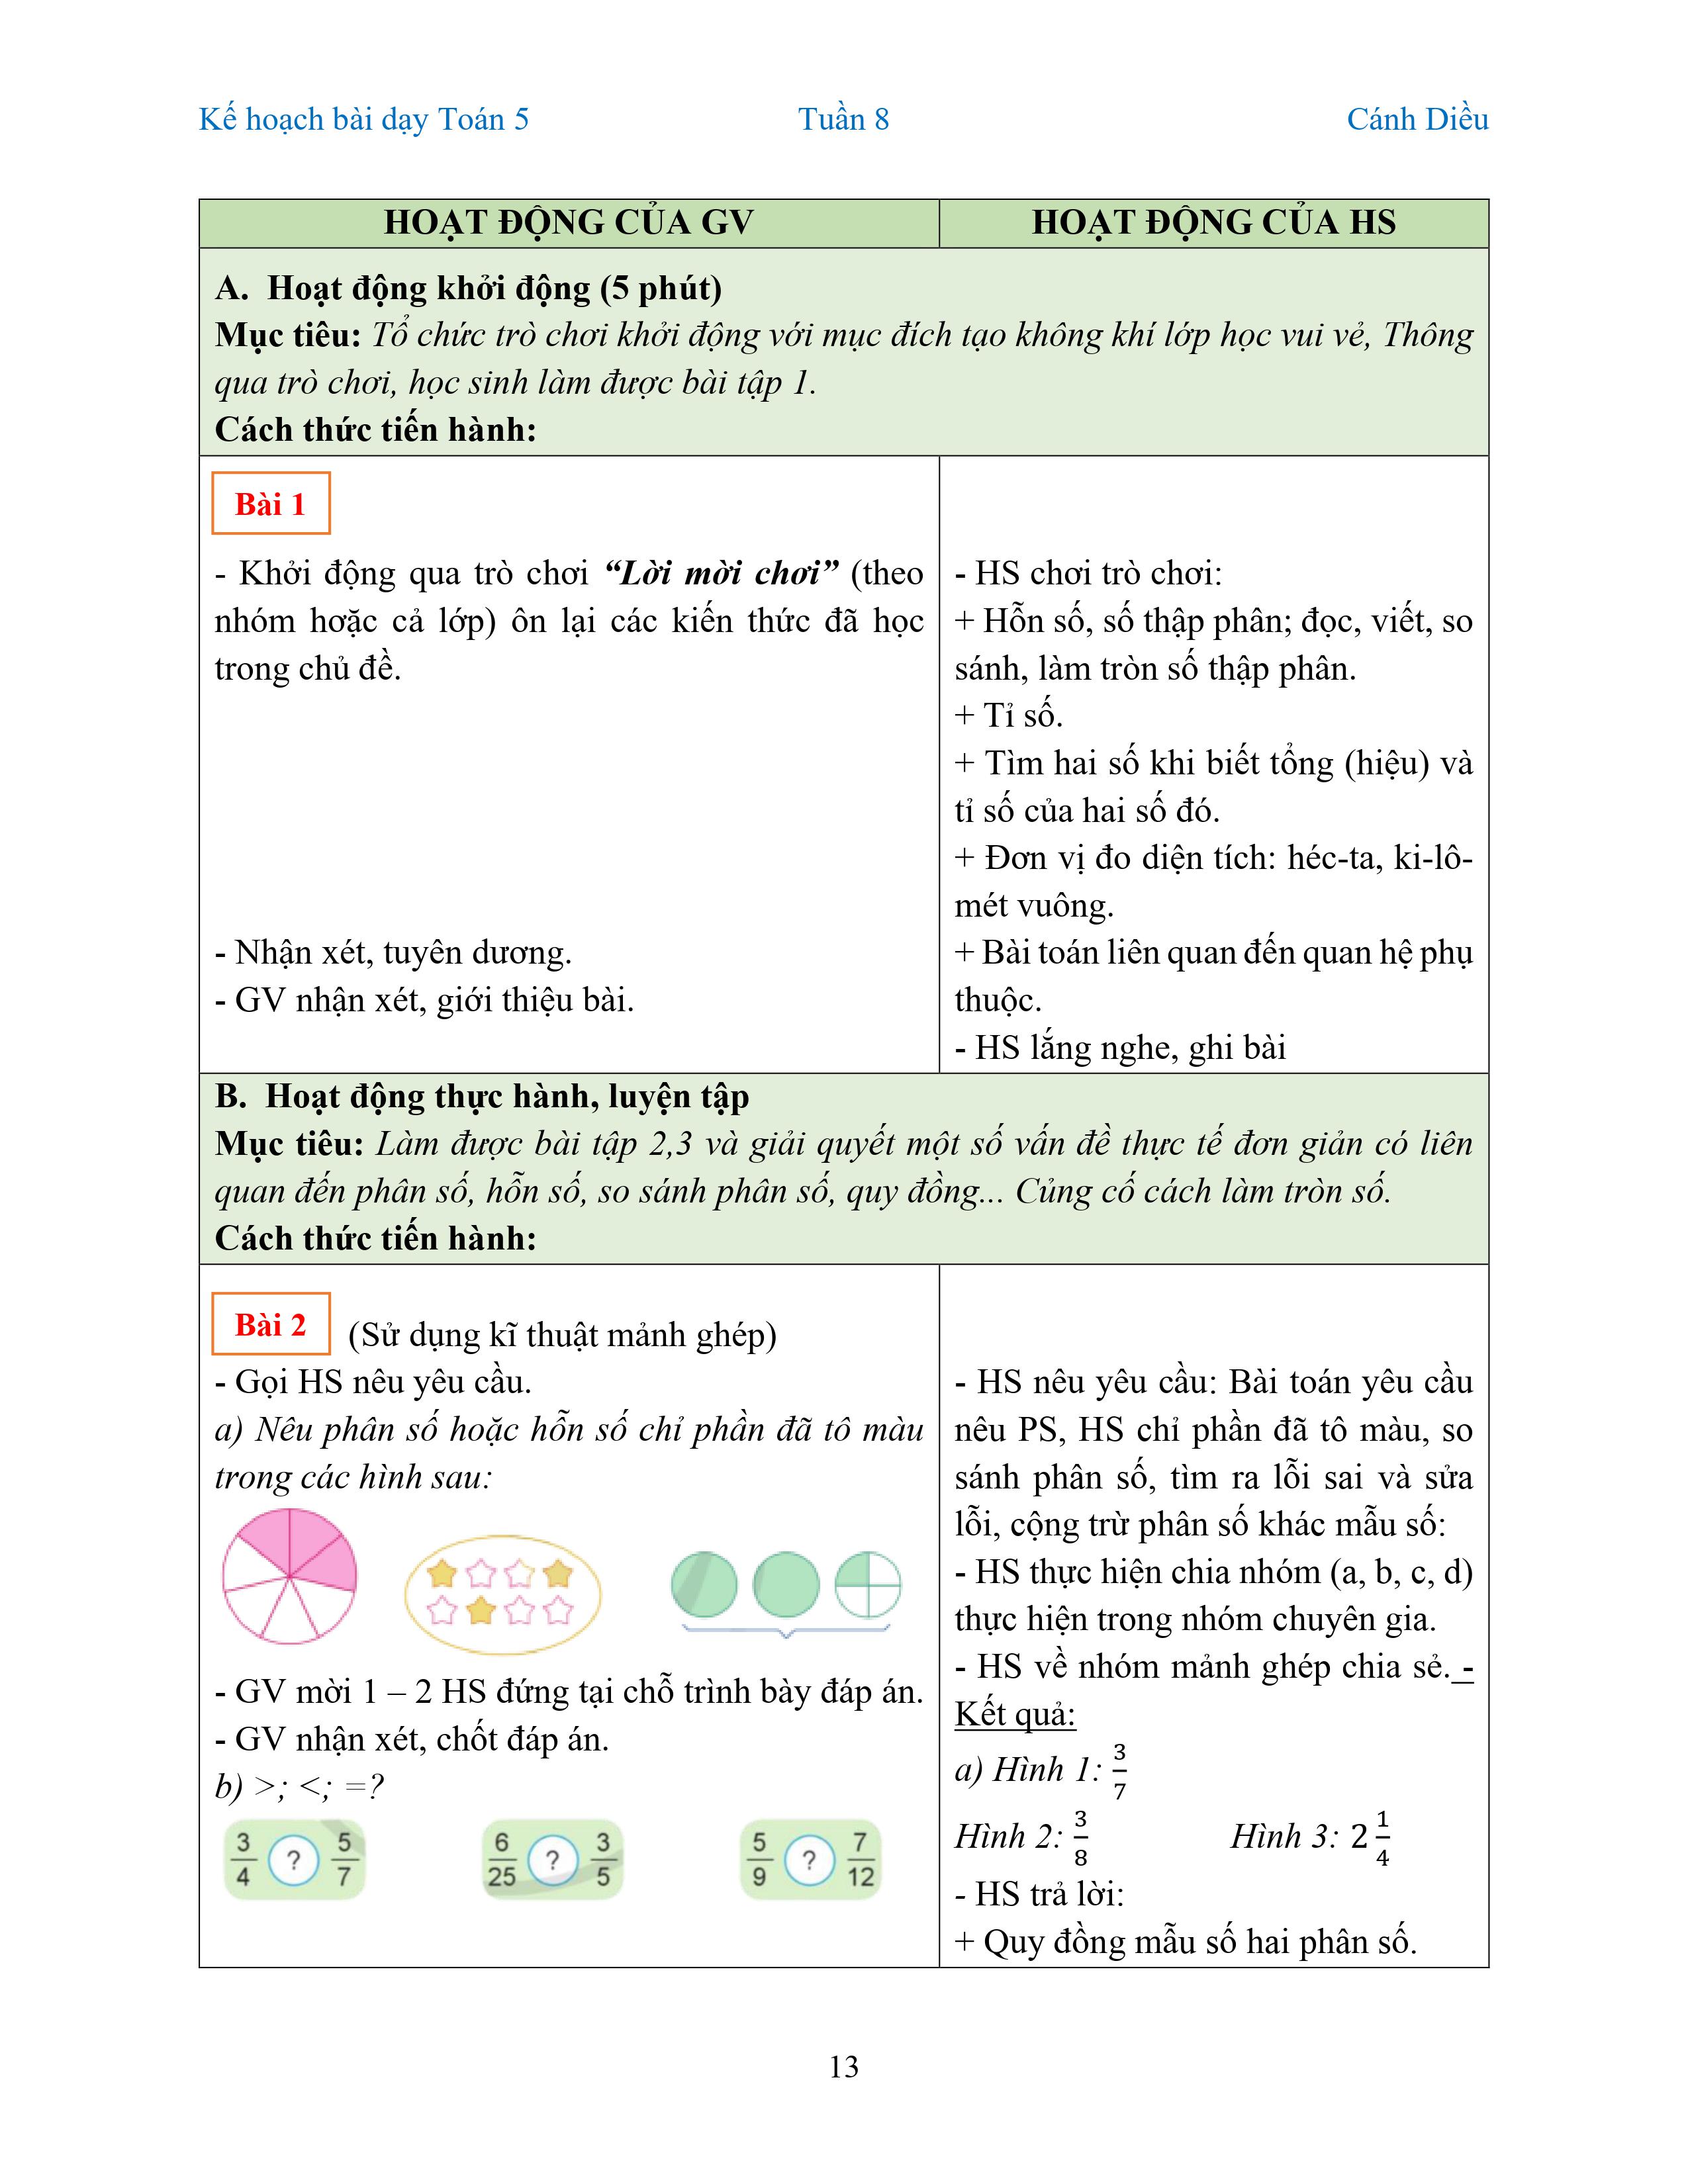 Kế hoạch bài dạy Toán 5 Tuần 8 Cánh Diều
HOẠT ĐỘNG CỦA GV HOẠT ĐỘNG CỦA HS
A. Hoạt động khởi động (5 phút)
Mục tiêu: Tổ chức trò chơi khởi động với mục đích tạo không khí lớp học vui vẻ, Thông
qua trò chơi, học sinh làm được bài tập 1.
Cách thức tiến hành:
Bài 1
- Khởi động qua trò chơi “Lời mời chơi” (theo
nhóm hoặc cả lớp) ôn lại các kiến thức đã học
trong chủ đề.
- Nhận xét, tuyên dương.
- GV nhận xét, giới thiệu bài.
- HS chơi trò chơi:
+ Hỗn số, số thập phân; đọc, viết, so
sánh, làm tròn số thập phân.
+ Tỉ số.
+ Tìm hai số khi biết tổng (hiệu) và
tỉ số của hai số đó.
+ Đơn vị đo diện tích: héc-ta, ki-lô-
mét vuông.
+ Bài toán liên quan đến quan hệ phụ
thuộc.
- HS lắng nghe, ghi bài
B. Hoạt động thực hành, luyện tập
Mục tiêu: Làm được bài tập 2,3 và giải quyết một số vấn đề thực tế đơn giản có liên
quan đến phân số, hỗn số, so sánh phân số, quy đồng... Củng cố cách làm tròn số.
Cách thức tiến hành:
Bài 2 (Sử dụng kĩ thuật mảnh ghép)
- Gọi HS nêu yêu cầu.
a) Nêu phân số hoặc hỗn số chỉ phần đã tô màu
trong các hình sau:
- GV mời 1 – 2 HS đứng tại chỗ trình bày đáp án.
- GV nhận xét, chốt đáp án.
b) >; <; =?
3/4 ? 5/7 6/25 ? 3/5 5/9 ? 7/12
- HS nêu yêu cầu: Bài toán yêu cầu
nêu PS, HS chỉ phần đã tô màu, so
sánh phân số, tìm ra lỗi sai và sửa
lỗi, cộng trừ phân số khác mẫu số:
- HS thực hiện chia nhóm (a, b, c, d)
thực hiện trong nhóm chuyên gia.
- HS về nhóm mảnh ghép chia sẻ. -
Kết quả:
a) Hình 1: 3/7
Hình 2: 3/8 Hình 3: 2 1/4
- HS trả lời:
+ Quy đồng mẫu số hai phân số.
13